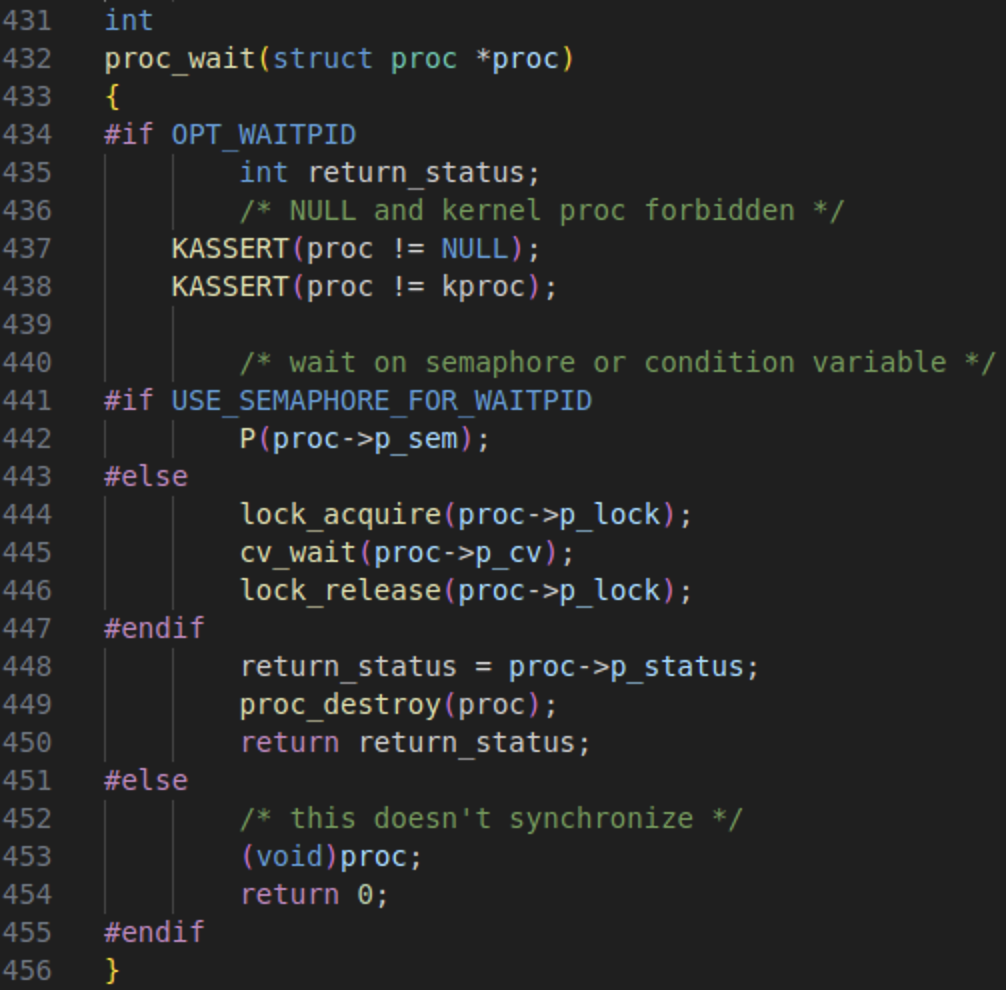 431 int
432 proc_wait(struct proc *proc)
433 {
434 #if OPT_WAITPID
435         int return_status;
436         /* NULL and kernel proc forbidden */
437     KASSERT(proc != NULL);
438     KASSERT(proc != kproc);
439
440         /* wait on semaphore or condition variable */
441 #if USE_SEMAPHORE_FOR_WAITPID
442         P(proc->p_sem);
443 #else
444         lock_acquire(proc->p_lock);
445         cv_wait(proc->p_cv);
446         lock_release(proc->p_lock);
447 #endif
448         return_status = proc->p_status;
449         proc_destroy(proc);
450         return return_status;
451 #else
452         /* this doesn't synchronize */
453         (void)proc;
454         return 0;
455 #endif
456 }